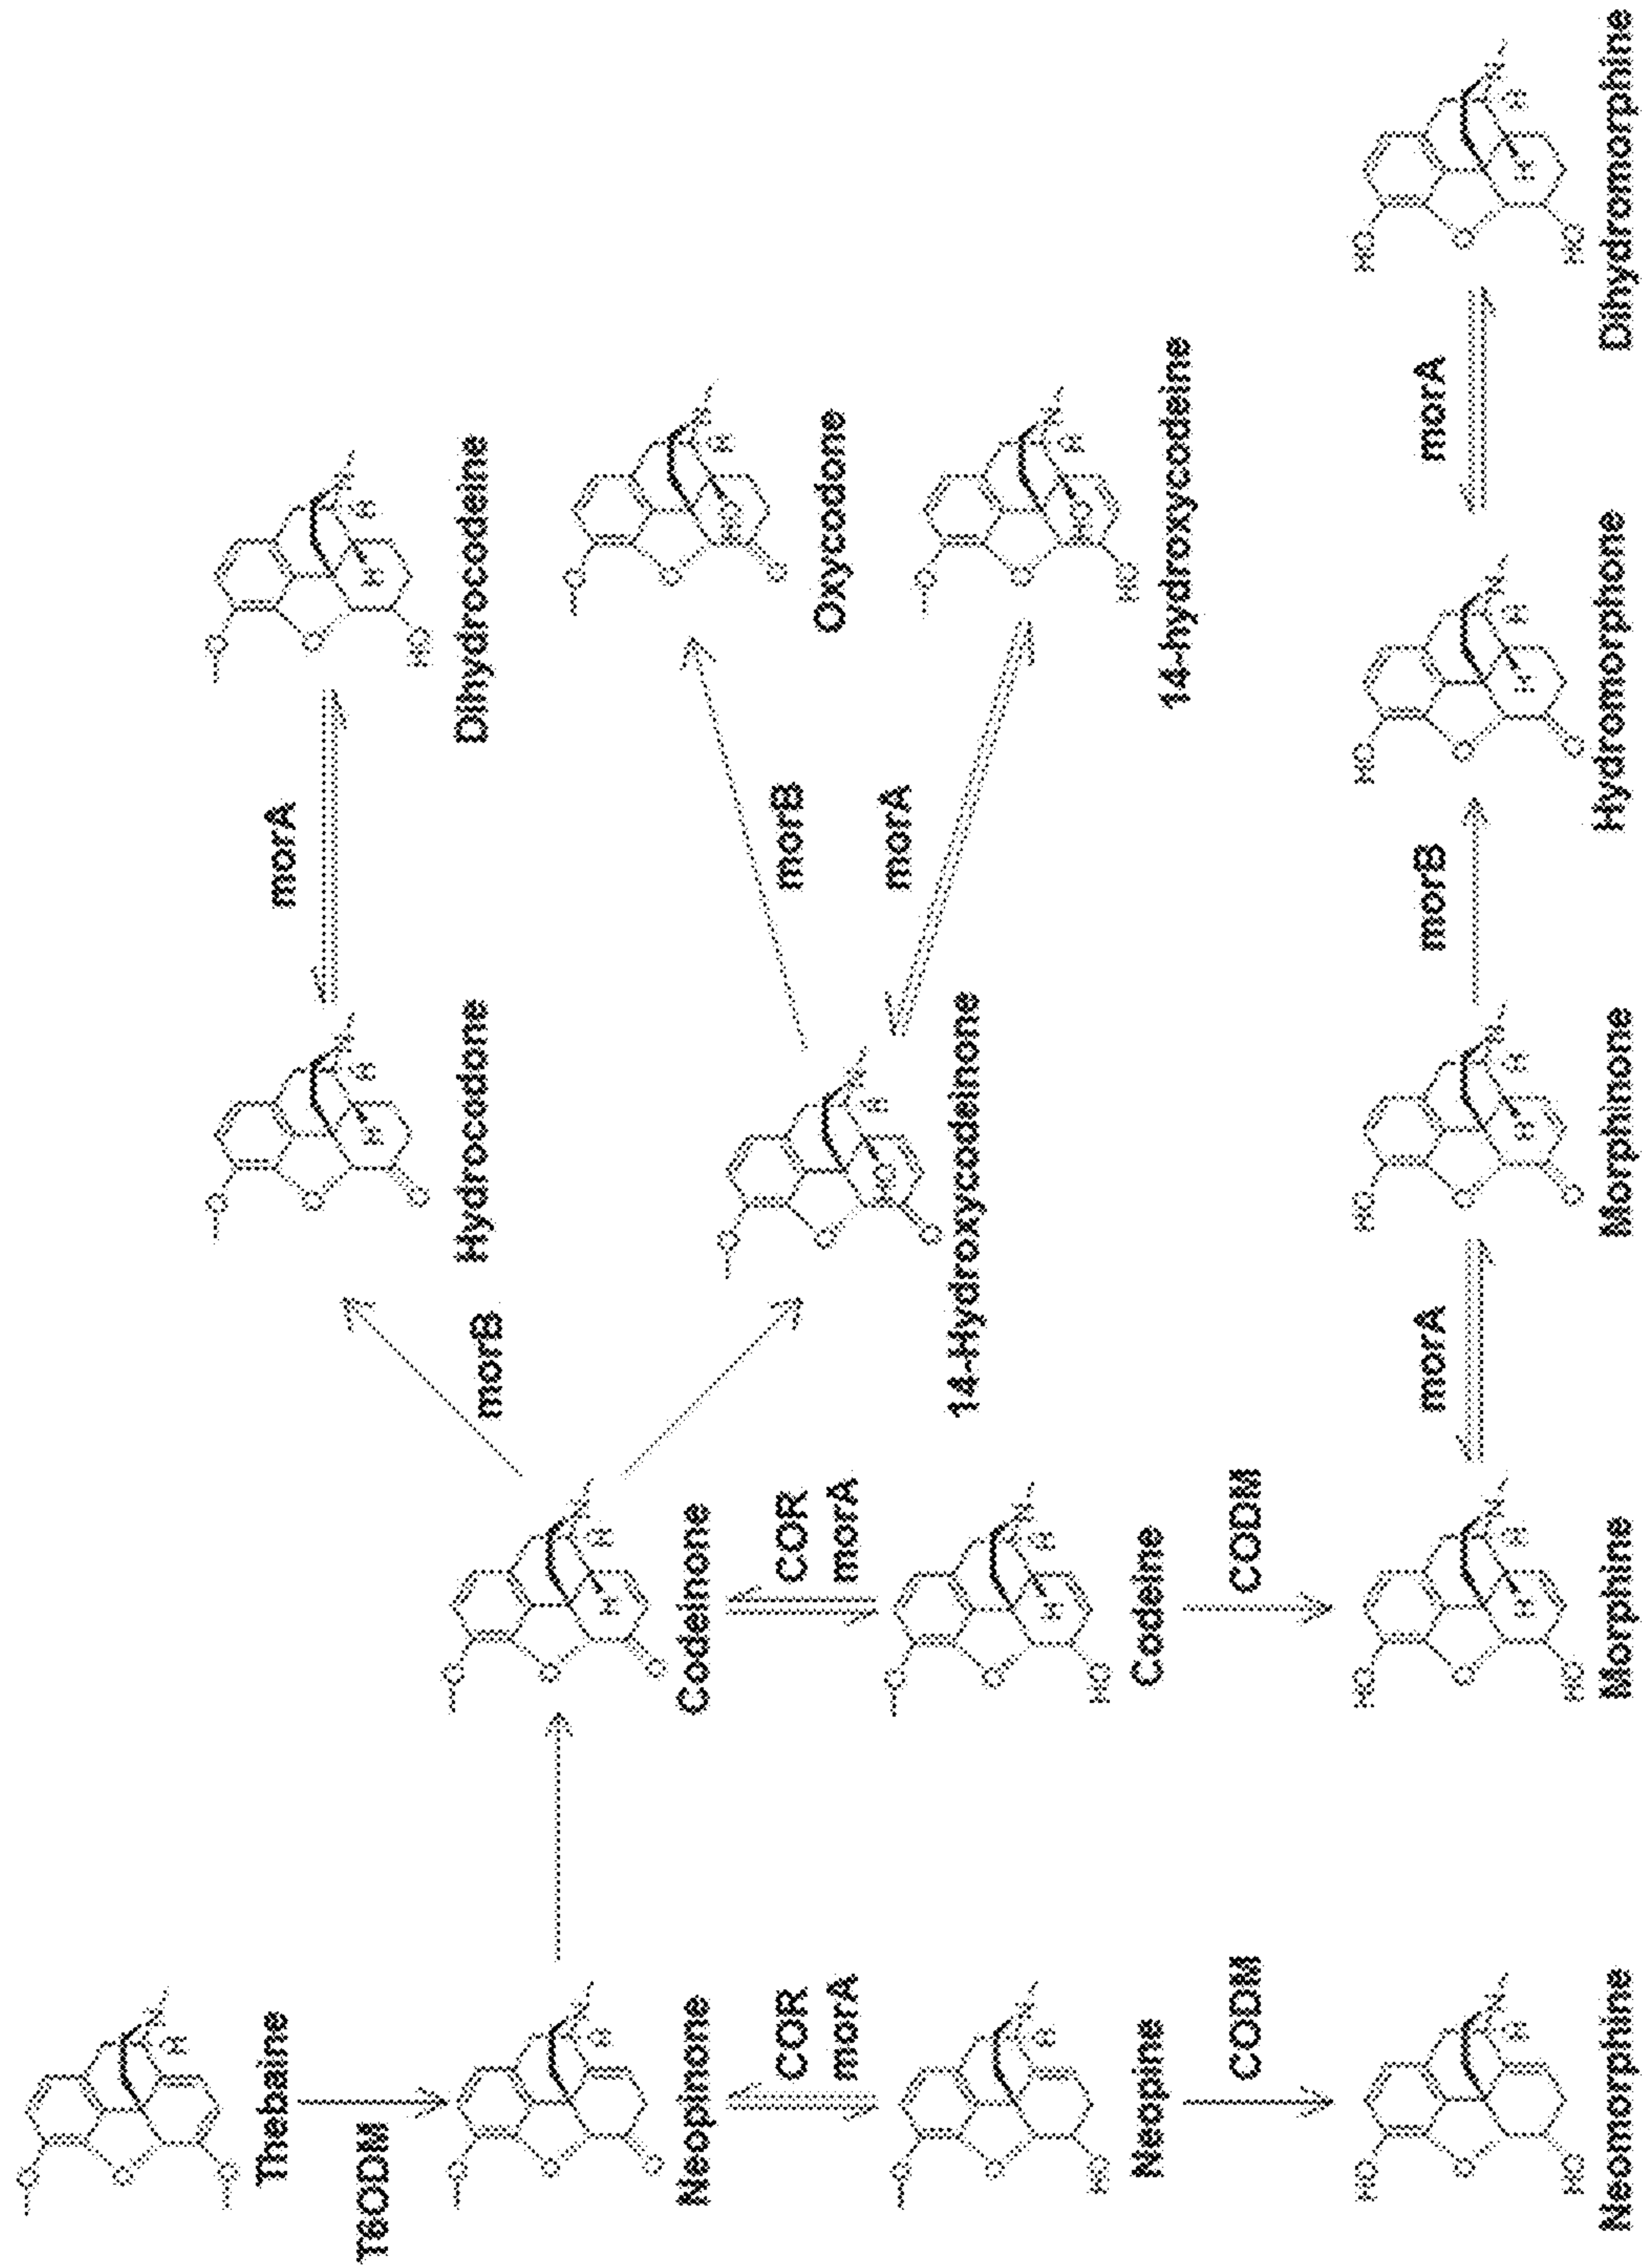 Thebaine
morA
T6ODM
Hydrocodone
Dihydrocodeine
morB
Neopinone
Codeinone
COR
morA
COR
morA
morB
Oxycodone
morA
14-Hydroxycodeinone
Neopine
Codeine
14-hydroxycodeine
CODM
CODM
morA
morB
morA
Neomorphine
Morphine
Morphinone
Hydromorphone
Dihydromorphine